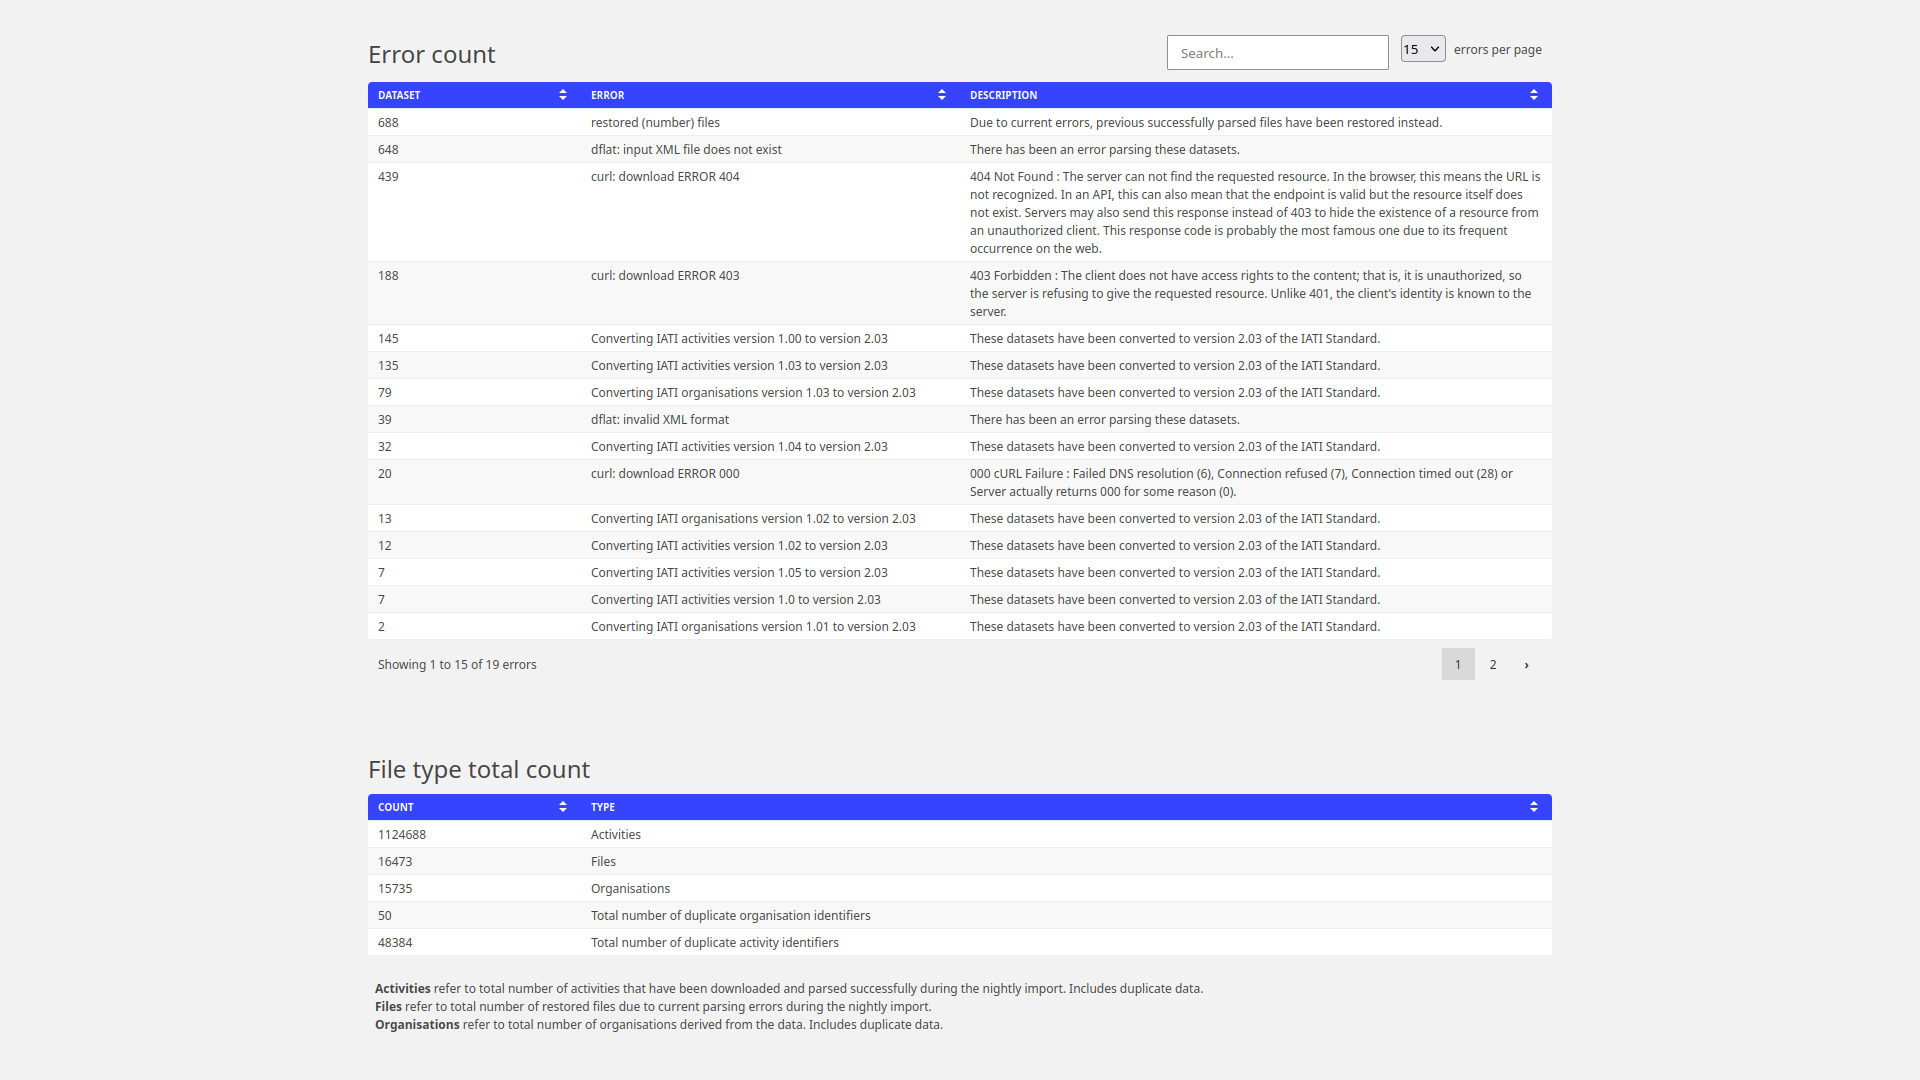 Error count
Search...
15
errors per page
DATASET
ERROR
DESCRIPTION
688
restored (number) files
Due to current errors, previous successfully parsed files have been restored instead.
648
dflat: input XML file does not exist
There has been an error parsing these datasets.
439
curl: download ERROR 404
404 Not Found : The server can not find the requested resource. In the browser, this means the URL is
not recognized. In an API, this can also mean that the endpoint is valid but the resource itself does
not exist. Servers may also send this response instead of 403 to hide the existence of a resource from
an unauthorized client. This response code is probably the most famous one due to its frequent
occurrence on the web.
188
curl: download ERROR 403
403 Forbidden : The client does not have access rights to the content; that is, it is unauthorized, so
the server is refusing to give the requested resource. Unlike 401, the client's identity is known to the
server.
145
Converting IATI activities version 1.00 to version 2.03
These datasets have been converted to version 2.03 of the IATI Standard.
135
Converting IATI activities version 1.03 to version 2.03
These datasets have been converted to version 2.03 of the IATI Standard.
79
Converting IATI organisations version 1.03 to version 2.03
These datasets have been converted to version 2.03 of the IATI Standard.
39
dflat: invalid XML format
There has been an error parsing these datasets.
32
Converting IATI activities version 1.04 to version 2.03
These datasets have been converted to version 2.03 of the IATI Standard.
20
curl: download ERROR 000
000 cURL Failure : Failed DNS resolution (6), Connection refused (7), Connection timed out (28) or
Server actually returns 000 for some reason (0).
13
Converting IATI organisations version 1.02 to version 2.03
These datasets have been converted to version 2.03 of the IATI Standard.
12
Converting IATI activities version 1.02 to version 2.03
These datasets have been converted to version 2.03 of the IATI Standard.
7
Converting IATI activities version 1.05 to version 2.03
These datasets have been converted to version 2.03 of the IATI Standard.
7
Converting IATI activities version 1.0 to version 2.03
These datasets have been converted to version 2.03 of the IATI Standard.
2
Converting IATI organisations version 1.01 to version 2.03
These datasets have been converted to version 2.03 of the IATI Standard.
Showing 1 to 15 of 19 errors
1
2
›
File type total count
COUNT
TYPE
1124688
Activities
16473
Files
15735
Organisations
50
Total number of duplicate organisation identifiers
48384
Total number of duplicate activity identifiers
Activities refer to total number of activities that have been downloaded and parsed successfully during the nightly import. Includes duplicate data.
Files refer to total number of restored files due to current parsing errors during the nightly import.
Organisations refer to total number of organisations derived from the data. Includes duplicate data.